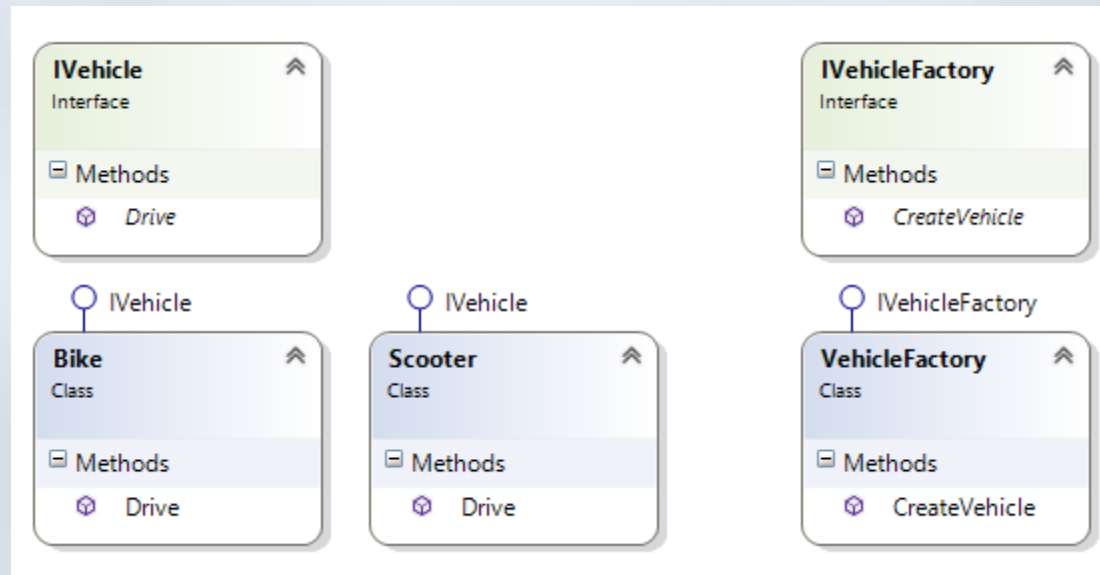 IVehicle
Interface
Methods
Drive
IVehicleFactory
Interface
Methods
CreateVehicle
IVehicle
Bike
Class
Methods
Drive
IVehicle
Scooter
Class
Methods
Drive
IVehicleFactory
VehicleFactory
Class
Methods
CreateVehicle